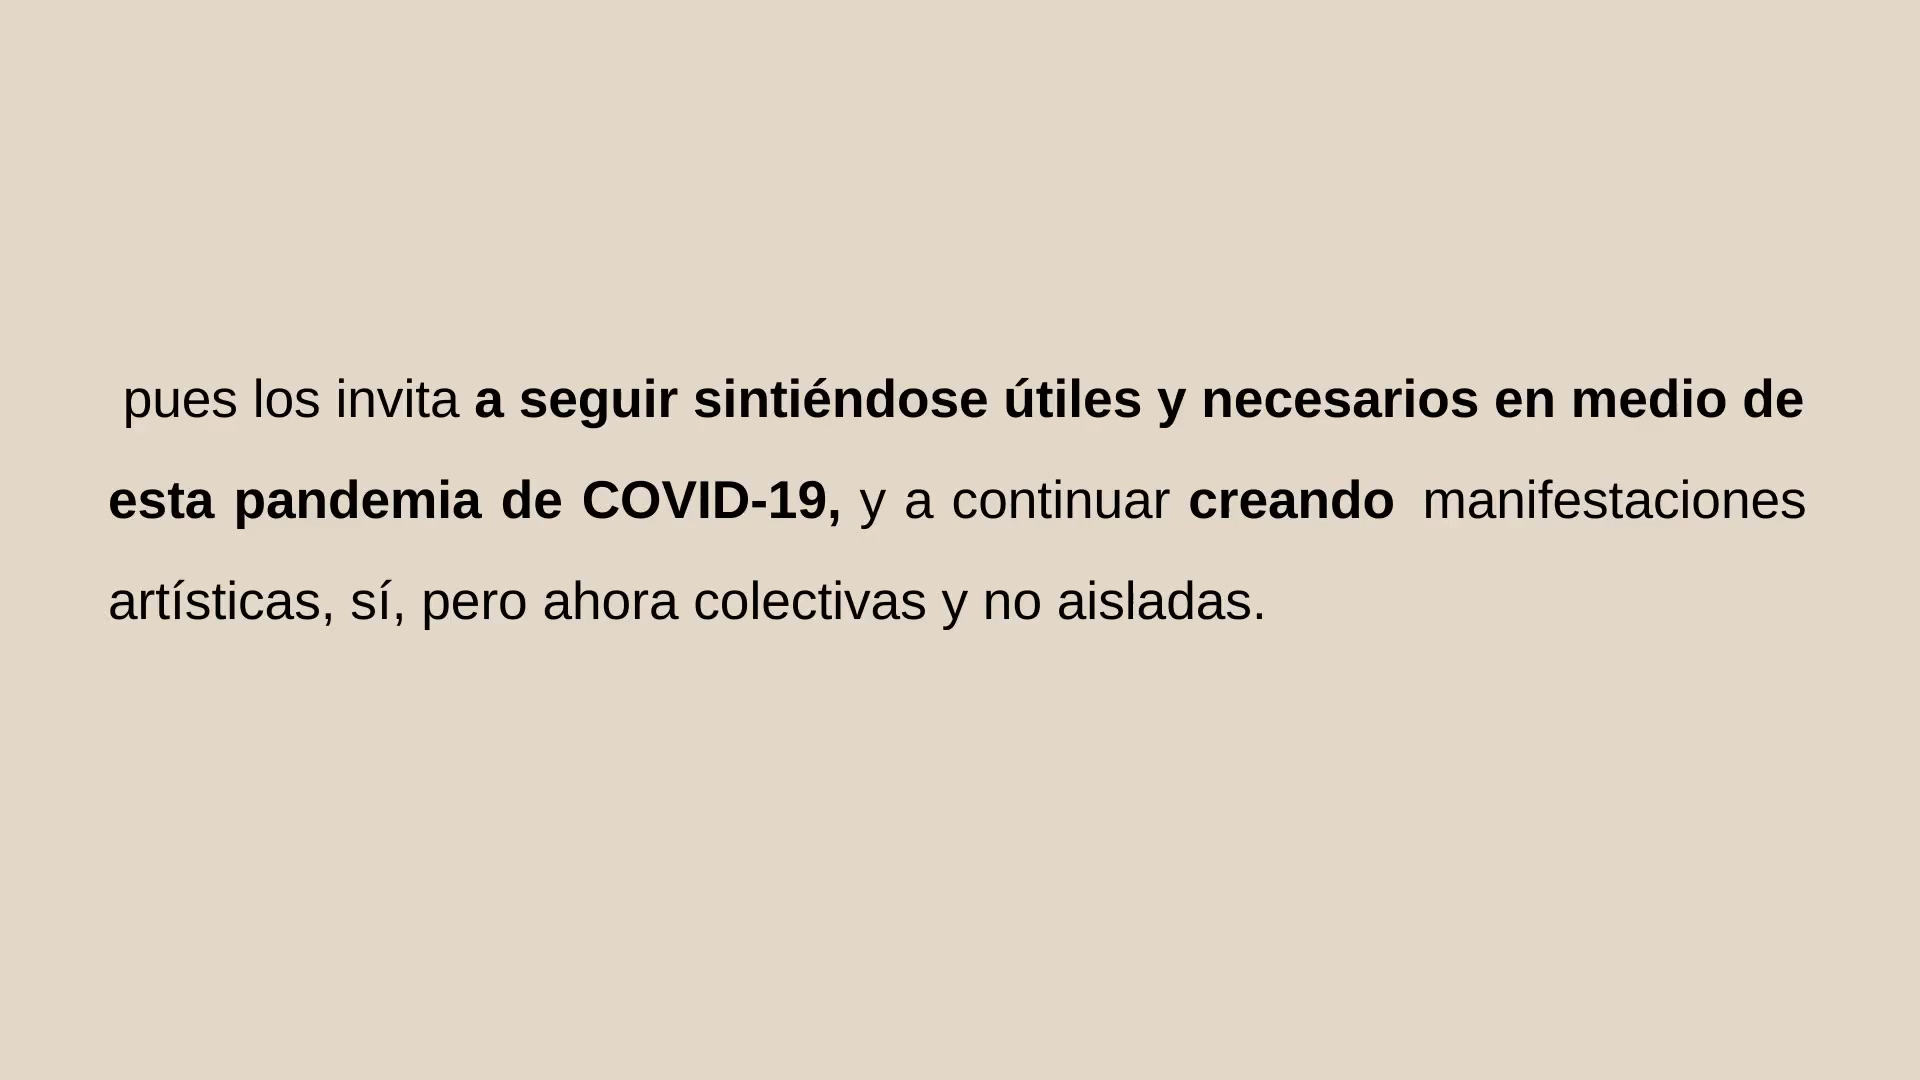 pues los invita a seguir sintiéndose útiles y necesarios en medio de
esta pandemia de COVID-19, y a continuar creando manifestaciones
artísticas, sí, pero ahora colectivas y no aisladas.